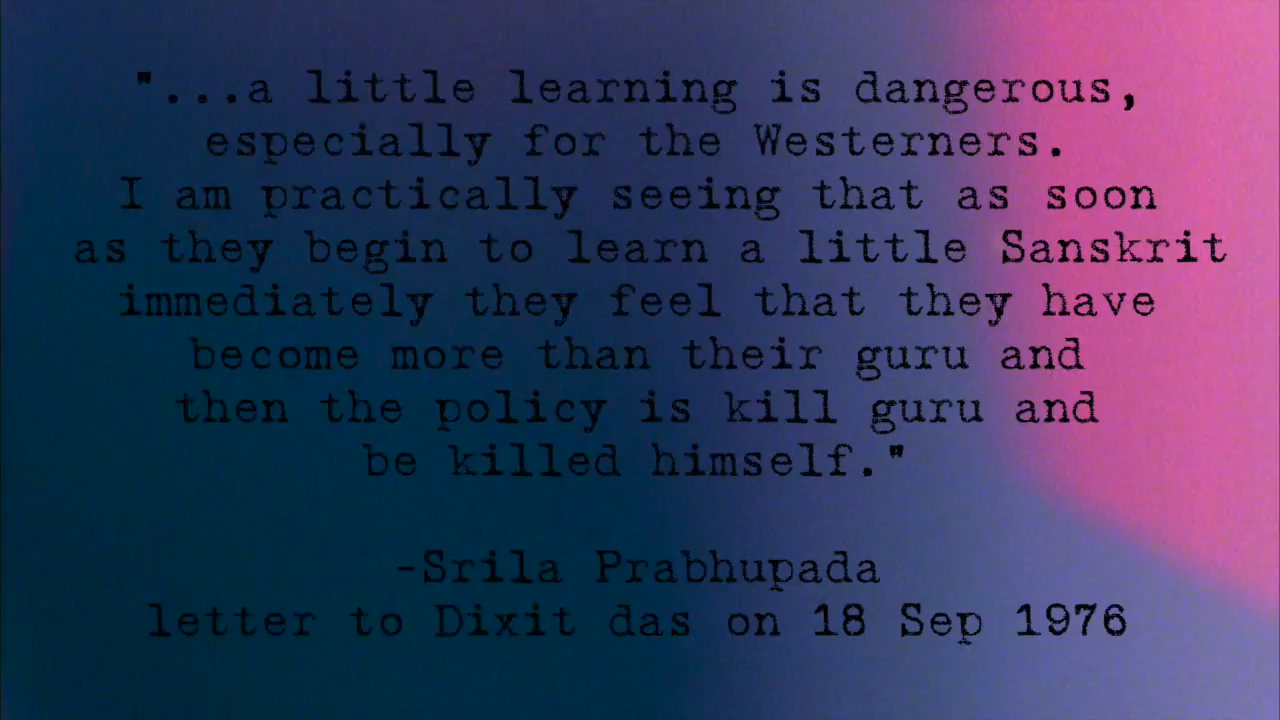 "...a little learning is dangerous,
especially for the Westerners.
I am practically seeing that as soon
as they begin to learn a little Sanskrit
immediately they feel that they have
become more than their guru and
then the policy is kill guru and
be killed himself."
-Srila Prabhupada
letter to Dixit das on 18 Sep 1976